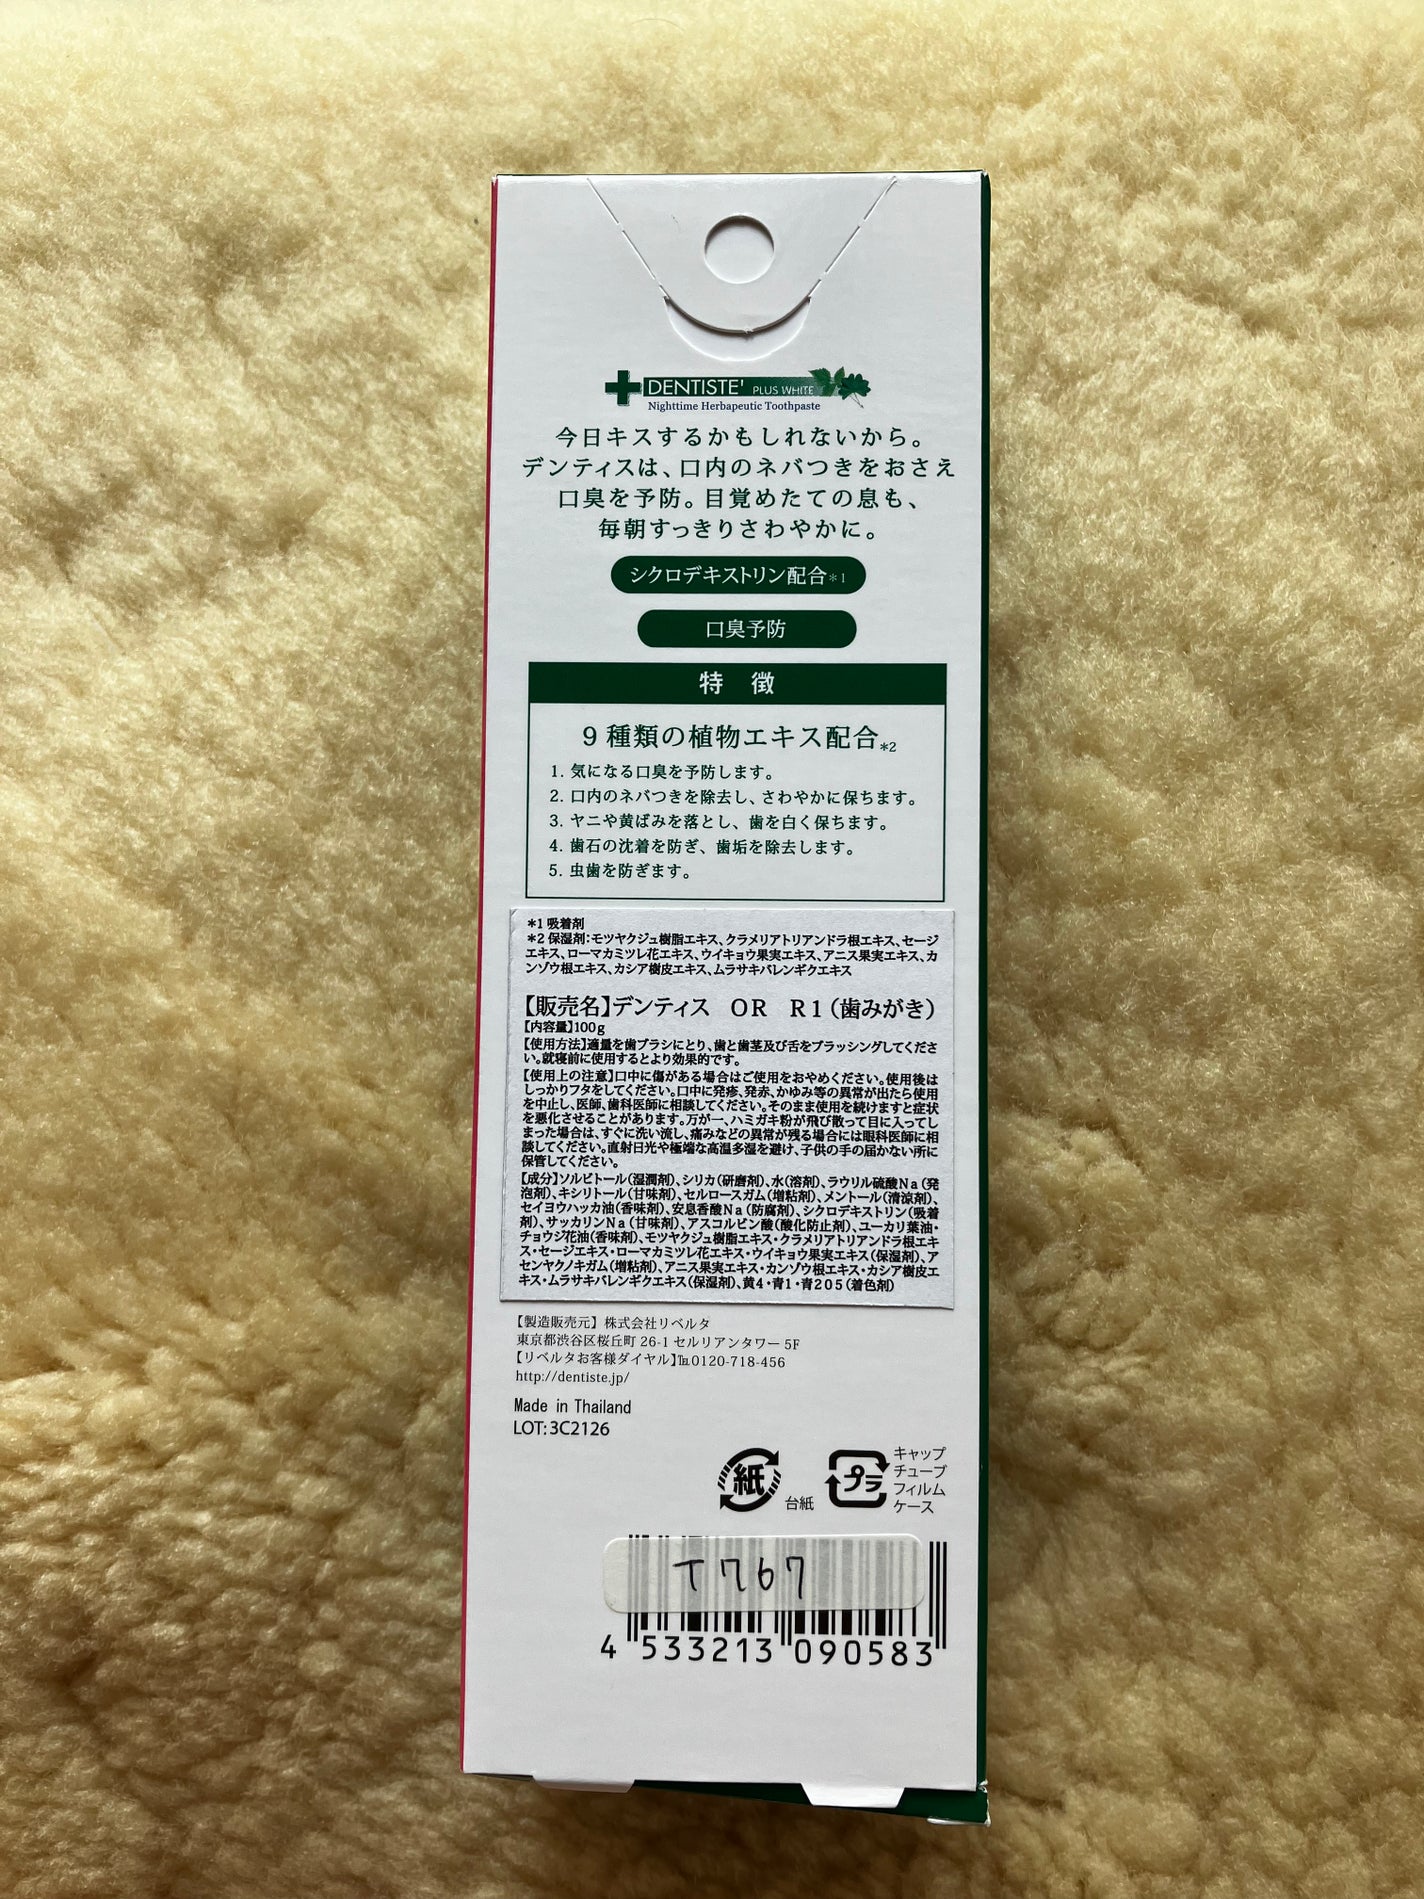 DENTISTE' PLUS WHITE
Nighttime Herbapeutic Toothpaste
今日キスするかもしれないから。
デンティスは、口内のネバつきをおさえ
口臭を予防。目覚めたての息も、
毎朝すっきりさわやかに。
シクロデキストリン配合*1
口臭予防
特 徴
9種類の植物エキス配合*2
1. 気になる口臭を予防します。
2. 口内のネバつきを除去し、さわやかに保ちます。
3. ヤニや黄ばみを落とし、歯を白く保ちます。
4. 歯石の沈着を防ぎ、歯垢を除去します。
5. 虫歯を防ぎます。
*1 吸着剤
*2 保湿剤:モツヤクジュ樹脂エキス、クラメリアトリアンドラ根エキス、セージ
エキス、ローマカミツレ花エキス、ウイキョウ果実エキス、アニス果実エキス、カ
ンゾウ根エキス、カシア樹皮エキス、ムラサキバレンギクエキス
【販売名】デンティス OR R1(歯みがき)
【内容量】100g
【使用方法】適量を歯ブラシにとり、歯と歯茎及び舌をブラッシングしてくださ
い。就寝前に使用するとより効果的です。
【使用上の注意】口中に傷がある場合はご使用をおやめください。使用後は
しっかりフタをしてください。口中に発疹、発赤、かゆみ等の異常が出たら使用
を中止し、医師、歯科医師に相談してください。そのまま使用を続けますと症状
を悪化させることがあります。万が一、ハミガキ粉が飛び散って目に入ってし
まった場合は、すぐに洗い流し、痛みなどの異常が残る場合には眼科医師に相
談してください。直射日光や極端な高温多湿を避け、子供の手の届かない所に
保管してください。
【成分】ソルビトール(湿潤剤)、シリカ(研磨剤)、水(溶剤)、ラウリル硫酸Na(発
泡剤)、キシリトール(甘味剤)、セルロースガム(増粘剤)、メントール(清涼剤)、
セイヨウハッカ油(香味剤)、安息香酸Na(防腐剤)、シクロデキストリン(吸着
剤)、サッカリンNa(甘味剤)、アスコルビン酸(酸化防止剤)、ユーカリ葉油・
チョウジ花油(香味剤)、モツヤクジュ樹脂エキス・クラメリアトリアンドラ根エキ
ス・セージエキス・ローマカミツレ花エキス・ウイキョウ果実エキス(保湿剤)、ア
センヤクノキガム(増粘剤)、アニス果実エキス・カンゾウ根エキス・カシア樹皮エ
キス・ムラサキバレンギクエキス(保湿剤)、黄4・青1・青205(着色剤)
【製造販売元】株式会社リベルタ
東京都渋谷区桜丘町 26-1 セルリアンタワー 5F
【リベルタお客様ダイヤル】℡0120-718-456
http://dentiste.jp/
Made in Thailand
LOT:3C2126
紙 台紙
プラ キャップ
チューブ
フィルム
ケース
T767
4 533213 090583